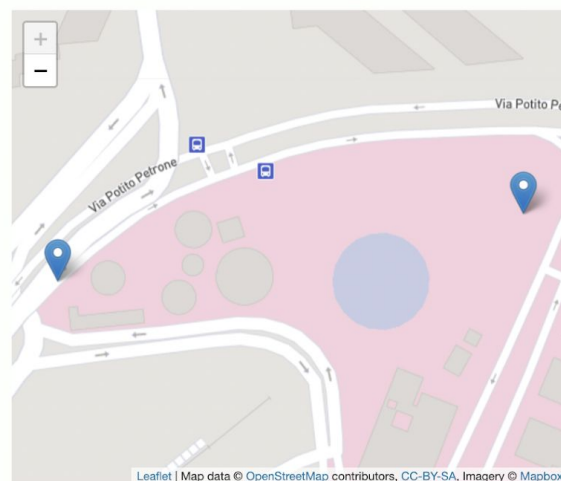 +
−
Via Potito Pe
Via Potito Petrone
Leaflet | Map data © OpenStreetMap contributors, CC-BY-SA, Imagery © Mapbox